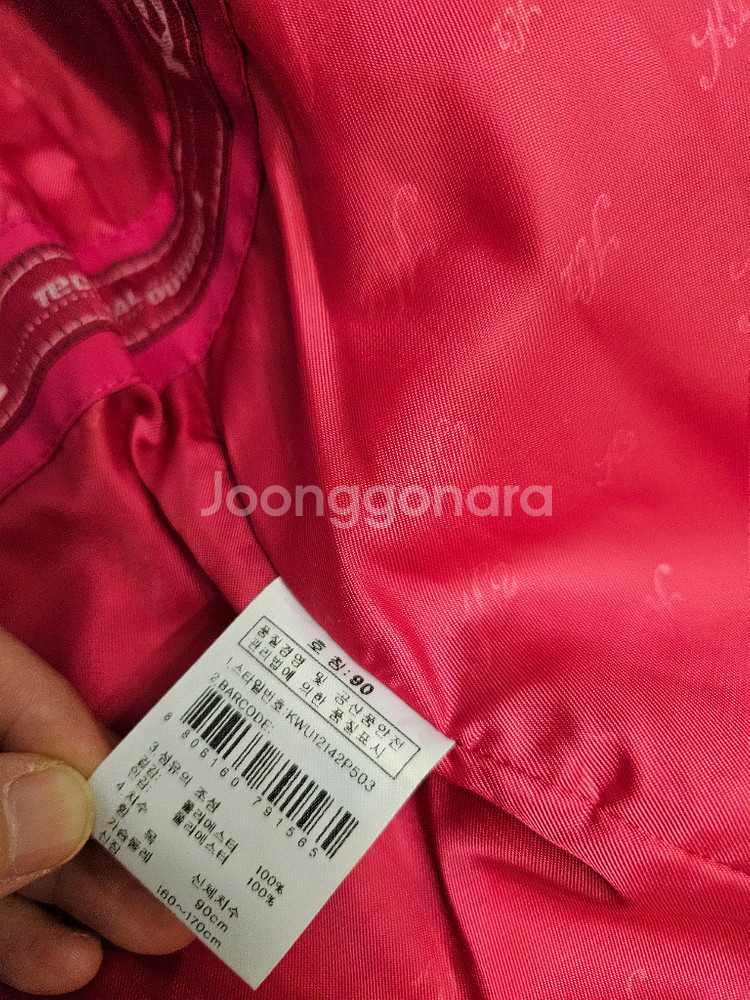 Joonggonara
호 칭:90
품질경영 및 공산품안전
관리법에 의한 품질표시
1.스타일번호:KWU12142P503
2.BARCODE:
8 806160 791565
3.섬유의 조성
겉감: 폴리에스터 100%
안감: 폴리에스터 100%
4.치수
항 목 신체치수
가슴둘레 90cm
신장 160~170cm